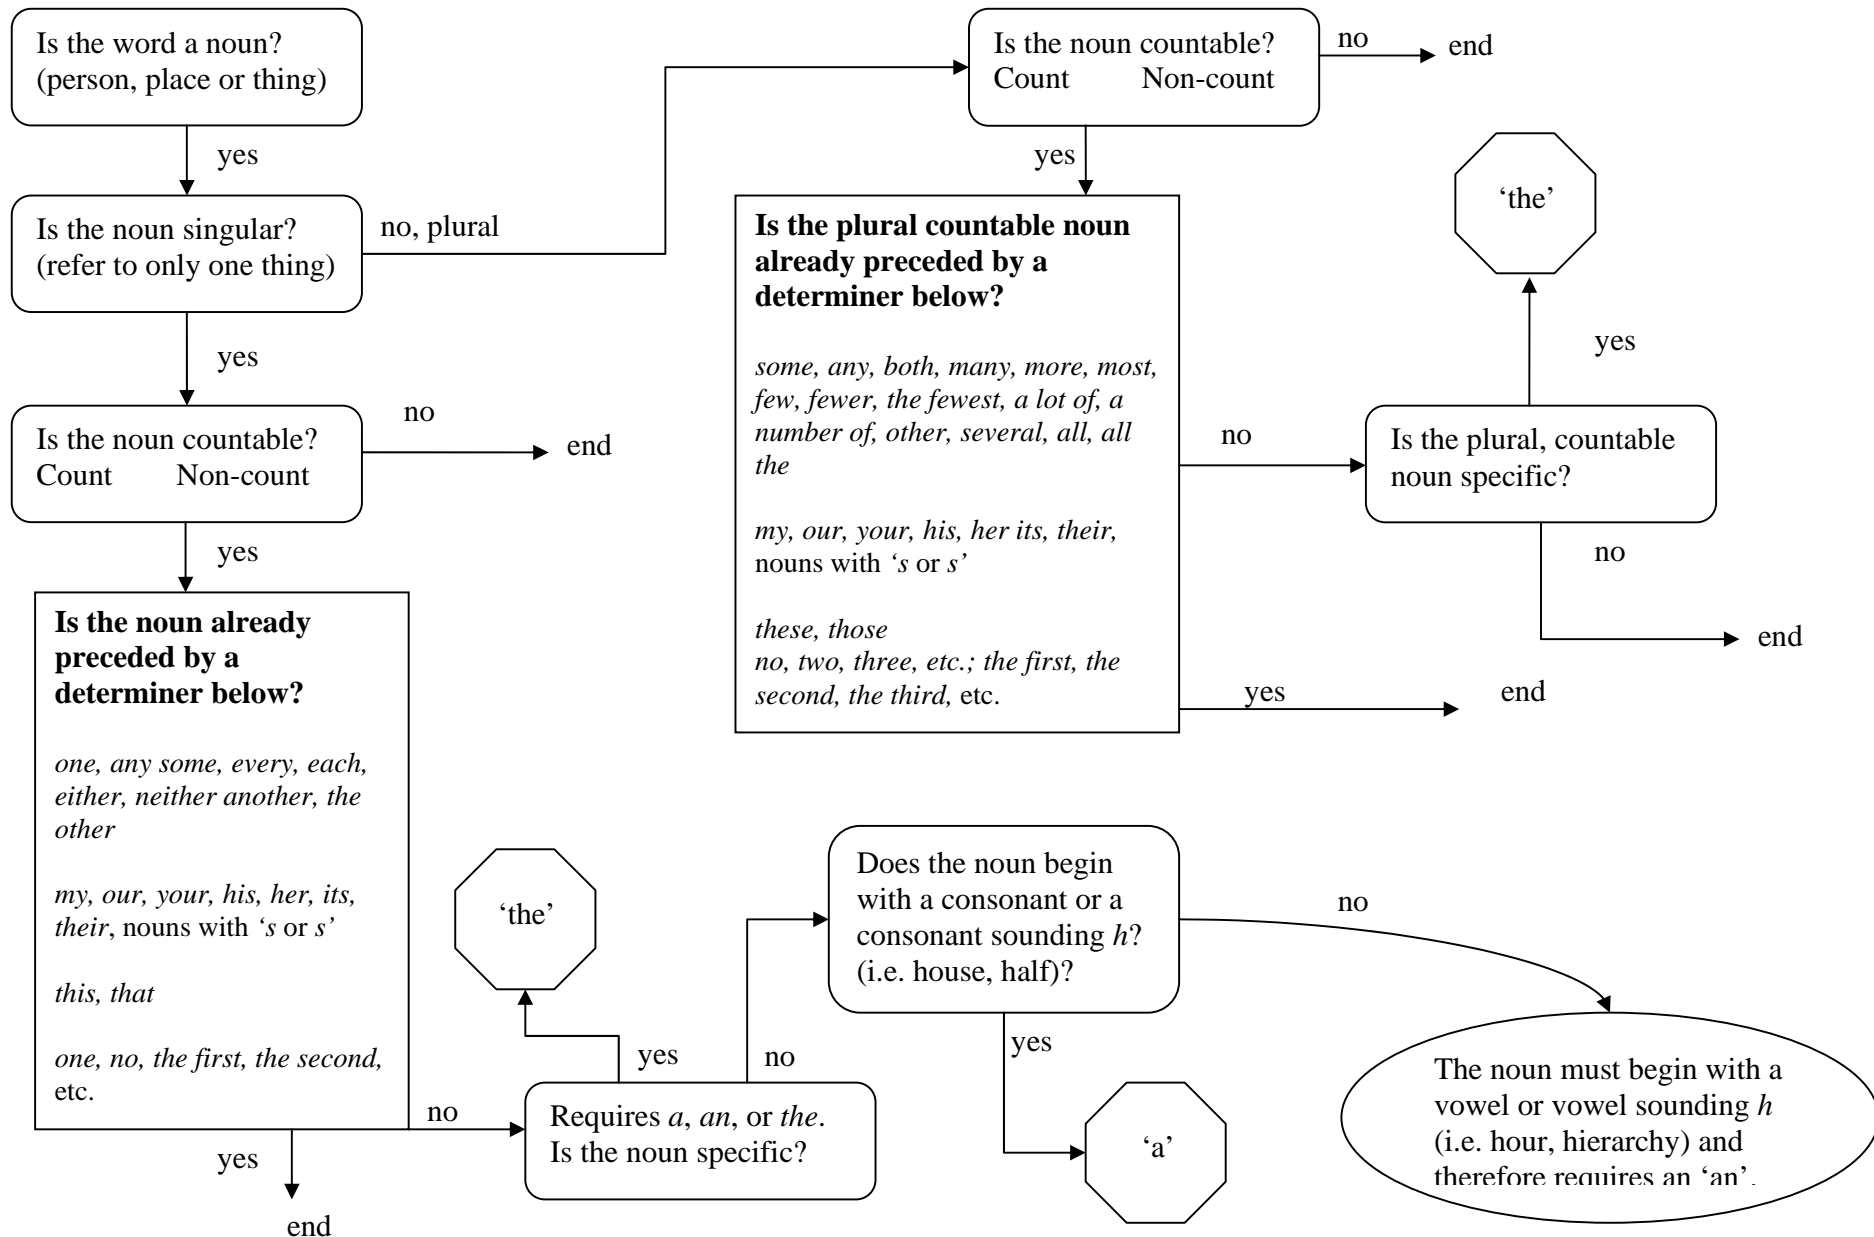 Is the word a noun?
(person, place or thing)
yes
Is the noun singular?
(refer to only one thing)
no, plural
yes
Is the noun countable?
Count Non-count
no
end
yes
Is the noun already
preceded by a
determiner below?
one, any some, every, each,
either, neither another, the
other
my, our, your, his, her, its,
their, nouns with ‘s or s’
this, that
one, no, the first, the second,
etc.
yes
end
no
Requires a, an, or the.
Is the noun specific?
yes
‘the’
no
Does the noun begin
with a consonant or a
consonant sounding h?
(i.e. house, half)?
yes
‘a’
no
The noun must begin with a
vowel or vowel sounding h
(i.e. hour, hierarchy) and
therefore requires an ‘an’.
Is the noun countable?
Count Non-count
no
end
yes
Is the plural countable noun
already preceded by a
determiner below?
some, any, both, many, more, most,
few, fewer, the fewest, a lot of, a
number of, other, several, all, all
the
my, our, your, his, her its, their,
nouns with ‘s or s’
these, those
no, two, three, etc.; the first, the
second, the third, etc.
yes
end
no
Is the plural, countable
noun specific?
yes
‘the’
no
end